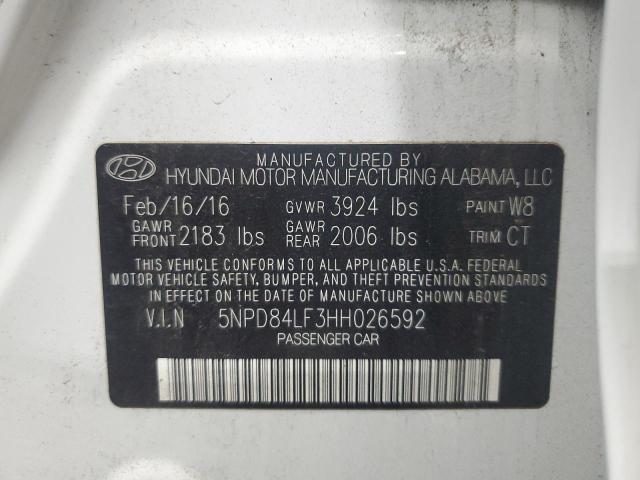 MANUFACTURED BY
HYUNDAI MOTOR MANUFACTURING ALABAMA, LLC
Feb/16/16 GVWR 3924 lbs PAINT W8
GAWR FRONT 2183 lbs GAWR REAR 2006 lbs TRIM CT
THIS VEHICLE CONFORMS TO ALL APPLICABLE U.S.A. FEDERAL
MOTOR VEHICLE SAFETY, BUMPER, AND THEFT PREVENTION STANDARDS
IN EFFECT ON THE DATE OF MANUFACTURE SHOWN ABOVE.
V.I.N 5NPD84LF3HH026592
PASSENGER CAR